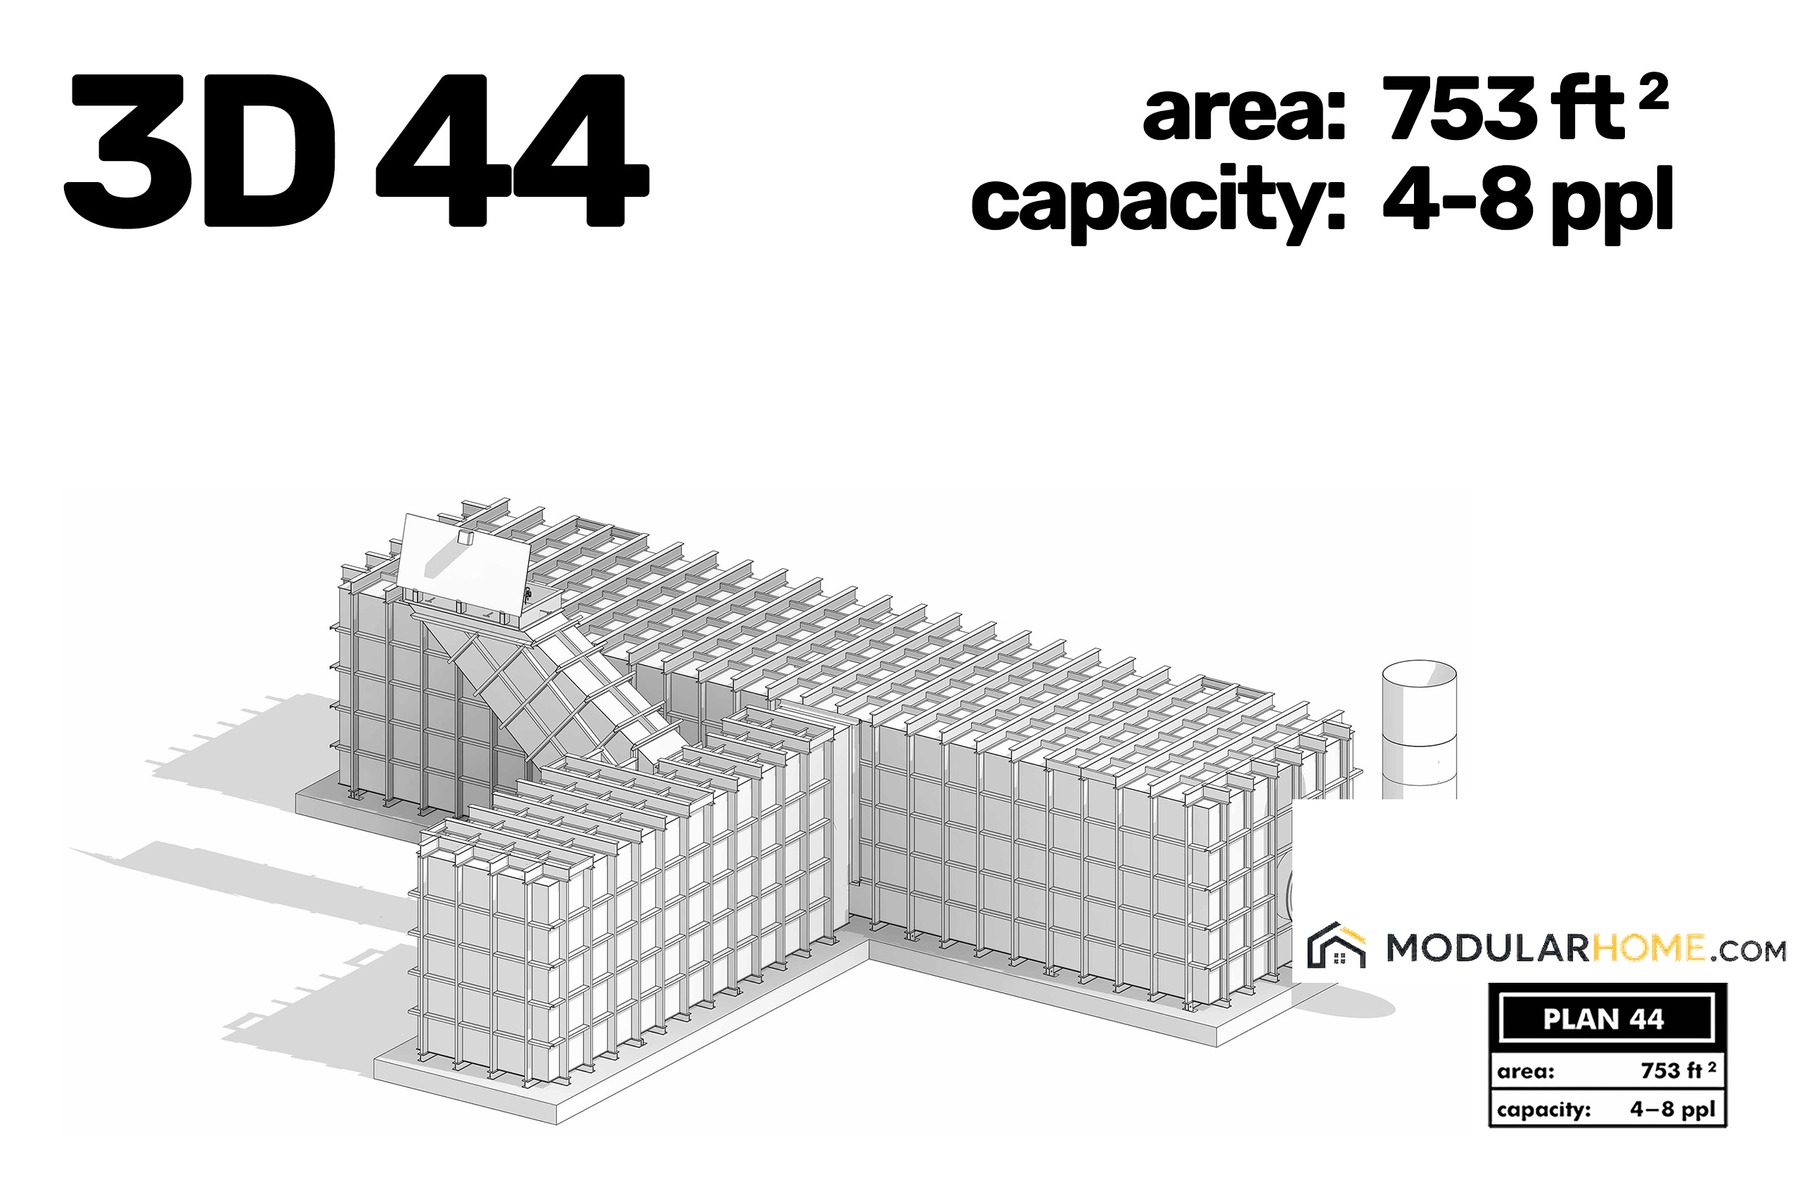 3D 44
area: 753 ft²
capacity: 4-8 ppl
MODULARHOME.COM
PLAN 44
area: 753 ft²
capacity: 4–8 ppl